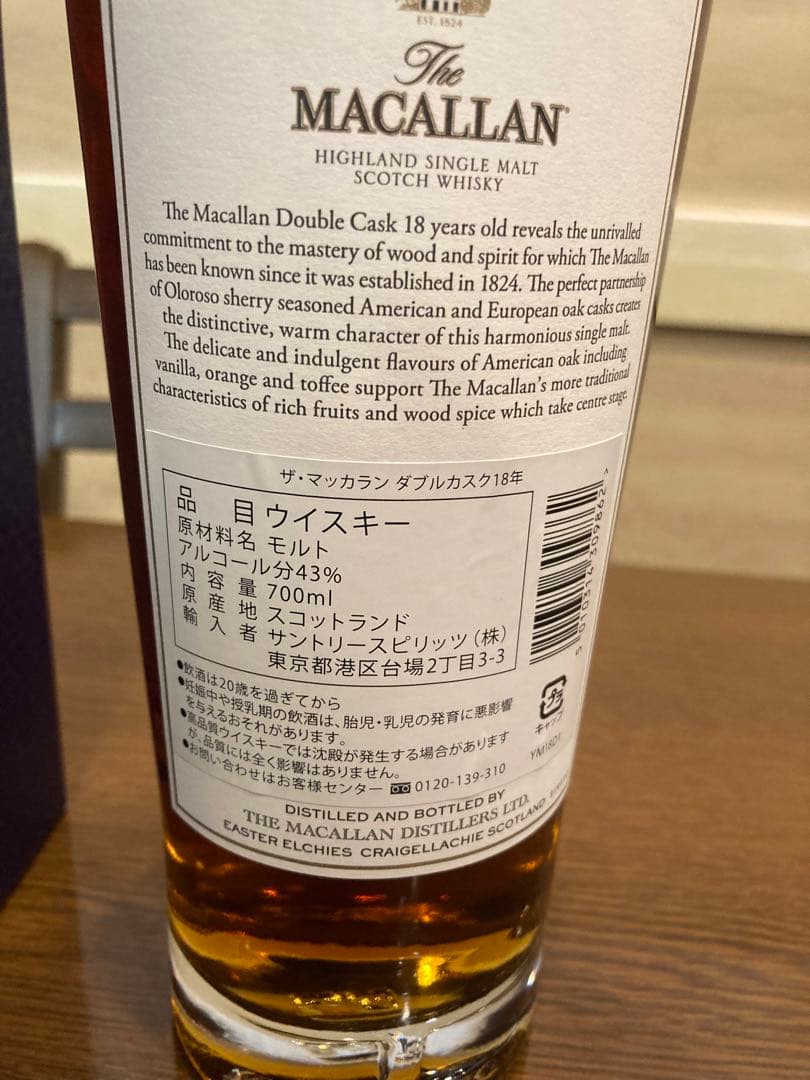 EST. 1824
The
MACALLAN
HIGHLAND SINGLE MALT
SCOTCH WHISKY
The Macallan Double Cask 18 years old reveals the unrivalled
commitment to the mastery of wood and spirit for which The Macallan
has been known since it was established in 1824. The perfect partnership
of Oloroso sherry seasoned American and European oak casks creates
the distinctive, warm character of this harmonious single malt.
The delicate and indulgent flavours of American oak including
vanilla, orange and toffee support The Macallan's more traditional
characteristics of rich fruits and wood spice which take centre stage.
ザ・マッカラン ダブルカスク18年
品 目 ウイスキー
原材料名 モルト
アルコール分43%
内容量 700ml
原産地 スコットランド
輸入者 サントリースピリッツ(株)
東京都港区台場2丁目3-3
5 010314 309862 >
●飲酒は20歳を過ぎてから
●妊娠中や授乳期の飲酒は、胎児・乳児の発育に悪影響
を与えるおそれがあります。
●高品質ウイスキーでは沈殿が発生する場合があります
が、品質には全く影響はありません。
●お問い合わせはお客様センター 0120-139-310
プラ
キャップ
YM18D1
DISTILLED AND BOTTLED BY
THE MACALLAN DISTILLERS LTD.
EASTER ELCHIES CRAIGELLACHIE SCOTLAND